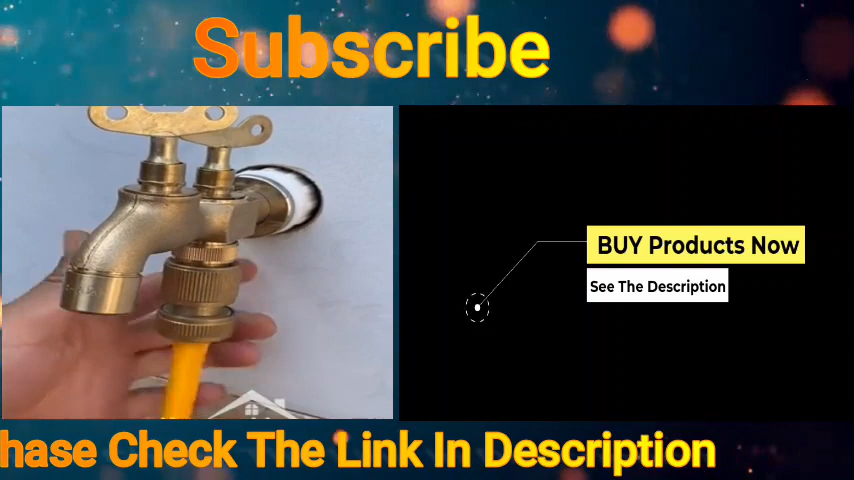 Subscribe
BUY Products Now
See The Description
hase Check The Link In Description